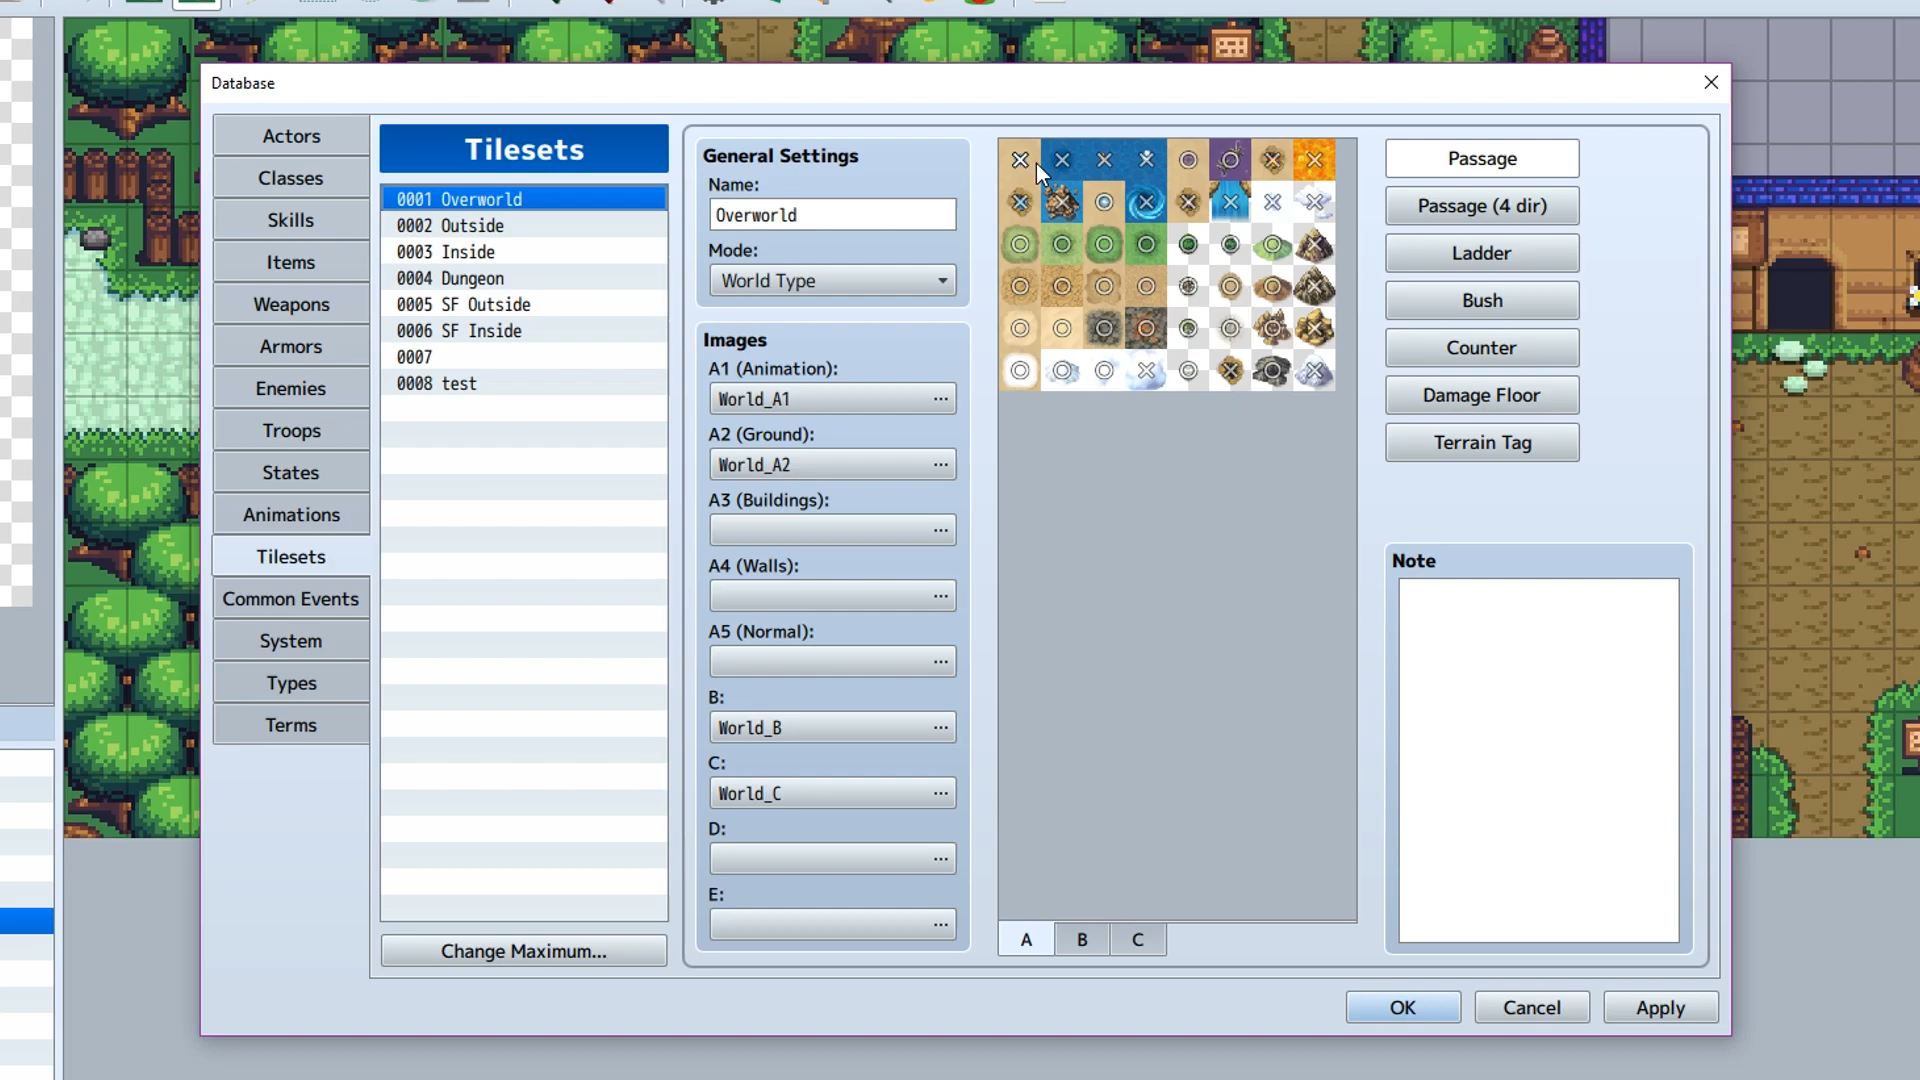 Database
Actors
Classes
Skills
Items
Weapons
Armors
Enemies
Troops
States
Animations
Tilesets
Common Events
System
Types
Terms
Tilesets
0001 Overworld
0002 Outside
0003 Inside
0004 Dungeon
0005 SF Outside
0006 SF Inside
0007
0008 test
Change Maximum...
General Settings
Name:
Overworld
Mode:
World Type
Images
A1 (Animation):
World_A1 ...
A2 (Ground):
World_A2 ...
A3 (Buildings):
...
A4 (Walls):
...
A5 (Normal):
...
B:
World_B ...
C:
World_C ...
D:
...
E:
...
A B C
Passage
Passage (4 dir)
Ladder
Bush
Counter
Damage Floor
Terrain Tag
Note
OK Cancel Apply